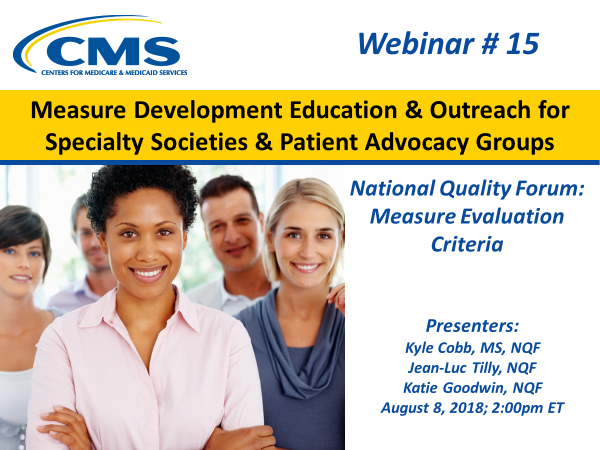 CMS
CENTERS FOR MEDICARE & MEDICAID SERVICES
Webinar # 15
Measure Development Education & Outreach for
Specialty Societies & Patient Advocacy Groups
National Quality Forum:
Measure Evaluation
Criteria
Presenters:
Kyle Cobb, MS, NQF
Jean-Luc Tilly, NQF
Katie Goodwin, NQF
August 8, 2018; 2:00pm ET